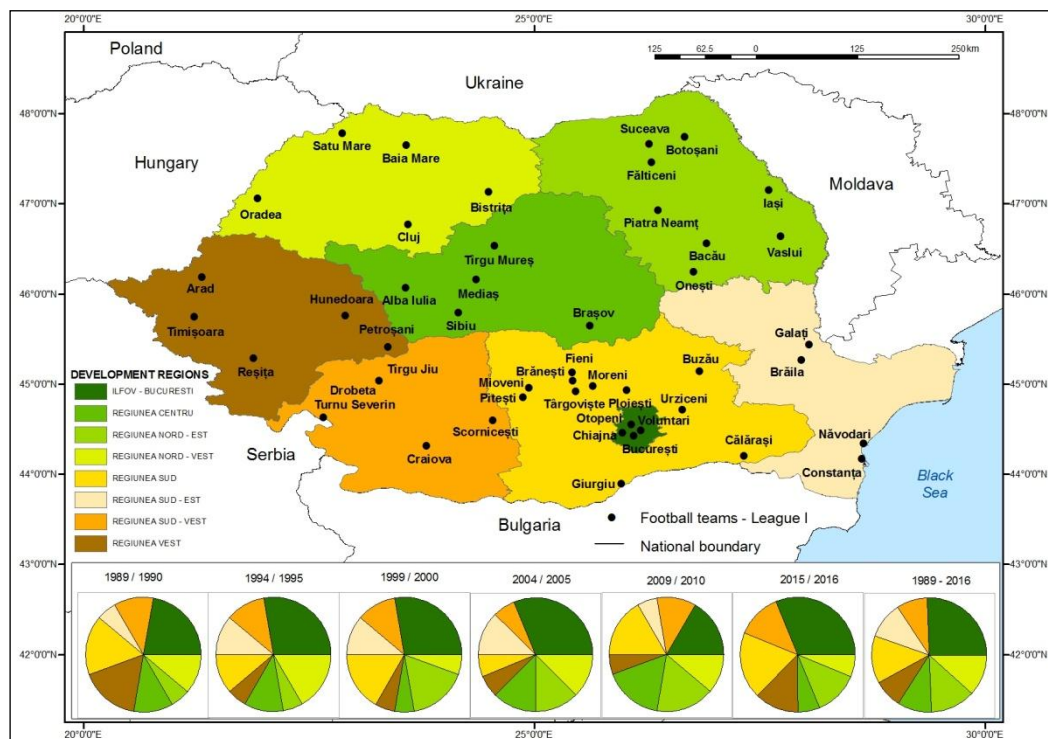 20°0'0"E 25°0'0"E 30°0'0"E
125 62.5 0 125 250 km
Poland
Ukraine
48°0'0"N 48°0'0"N
Hungary
Moldava
Satu Mare
Baia Mare
Suceava
Botoșani
Fălticeni
47°0'0"N 47°0'0"N
Oradea
Bistrița
Cluj
Iași
Piatra Neamț
Vaslui
Bacău
Onești
Tîrgu Mureș
46°0'0"N 46°0'0"N
Arad
Hunedoara
Alba Iulia
Mediaș
Timișoara
Petroșani
Sibiu
Brașov
Galați
Reșița
Brăila
DEVELOPMENT REGIONS
ILFOV - BUCURESTI
REGIUNEA CENTRU
REGIUNEA NORD - EST
REGIUNEA NORD - VEST
REGIUNEA SUD
REGIUNEA SUD - EST
REGIUNEA SUD - VEST
REGIUNEA VEST
Tirgu Jiu
Fieni
Buzău
45°0'0"N 45°0'0"N
Brănești
Moreni
Drobeta
Turnu Severin
Mioveni
Pitești
Târgoviște
Ploiești
Urziceni
Otopeni
Voluntari
Scornicești
Chiajna
București
Călărași
Năvodari
Serbia
Craiova
Constanța
44°0'0"N 44°0'0"N
Giurgiu
Black
Sea
Bulgaria
Football teams - League I
National boundary
43°0'0"N 43°0'0"N
1989 / 1990 1994 / 1995 1999 / 2000 2004 / 2005 2009 / 2010 2015 / 2016 1989 - 2016
42°0'0"N 42°0'0"N
20°0'0"E 25°0'0"E 30°0'0"E